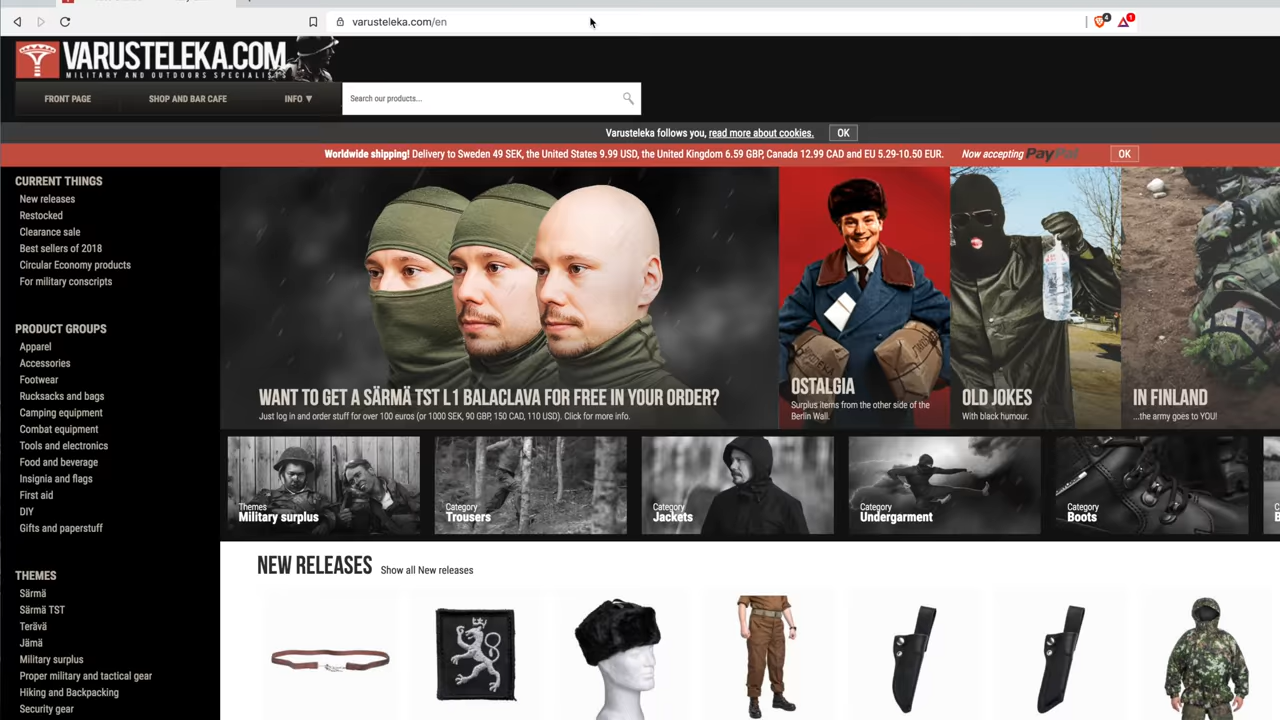 varusteleka.com/en
4
1
VARUSTELEKA.COM
MILITARY AND OUTDOORS SPECIALIST
FRONT PAGE
SHOP AND BAR CAFE
INFO ▼
Search our products...
Varusteleka follows you, read more about cookies.
OK
Worldwide shipping! Delivery to Sweden 49 SEK, the United States 9.99 USD, the United Kingdom 6.59 GBP, Canada 12.99 CAD and EU 5.29-10.50 EUR.
Now accepting PayPal
OK
CURRENT THINGS
New releases
Restocked
Clearance sale
Best sellers of 2018
Circular Economy products
For military conscripts
PRODUCT GROUPS
Apparel
Accessories
Footwear
Rucksacks and bags
Camping equipment
Combat equipment
Tools and electronics
Food and beverage
Insignia and flags
First aid
DIY
Gifts and paperstuff
THEMES
Särmä
Särmä TST
Terävä
Jämä
Military surplus
Proper military and tactical gear
Hiking and Backpacking
Security gear
WANT TO GET A SÄRMÄ TST L1 BALACLAVA FOR FREE IN YOUR ORDER?
Just log in and order stuff for over 100 euros (or 1000 SEK, 90 GBP, 150 CAD, 110 USD). Click for more info.
OSTALGIA
Surplus items from the other side of the
Berlin Wall.
OLD JOKES
With black humour.
IN FINLAND
...the army goes to YOU!
Themes
Military surplus
Category
Trousers
Category
Jackets
Category
Undergarment
Category
Boots
NEW RELEASES
Show all New releases